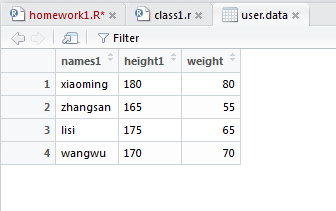 homework1.R* class1.r user.data
Filter
names1 height1 weight
1 xiaoming 180 80
2 zhangsan 165 55
3 lisi 175 65
4 wangwu 170 70